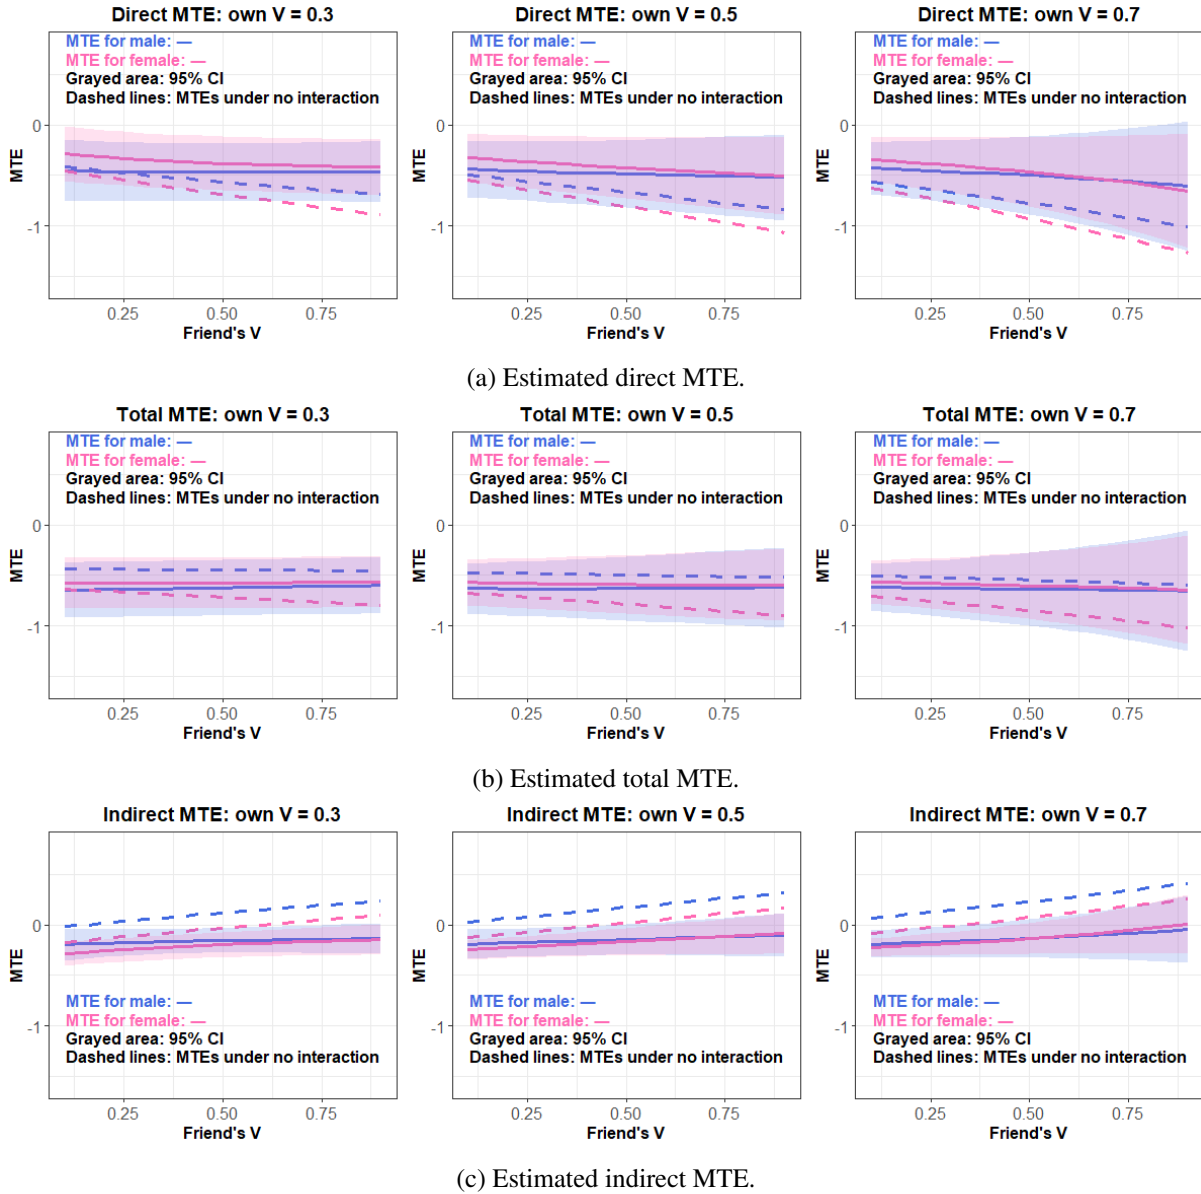 Direct MTE: own V = 0.3
MTE for male: —
MTE for female: —
Grayed area: 95% CI
Dashed lines: MTEs under no interaction
0
-1
MTE
0.25 0.50 0.75
Friend's V
Direct MTE: own V = 0.5
MTE for male: —
MTE for female: —
Grayed area: 95% CI
Dashed lines: MTEs under no interaction
0
-1
MTE
0.25 0.50 0.75
Friend's V
Direct MTE: own V = 0.7
MTE for male: —
MTE for female: —
Grayed area: 95% CI
Dashed lines: MTEs under no interaction
0
-1
MTE
0.25 0.50 0.75
Friend's V
(a) Estimated direct MTE.
Total MTE: own V = 0.3
MTE for male: —
MTE for female: —
Grayed area: 95% CI
Dashed lines: MTEs under no interaction
0
-1
MTE
0.25 0.50 0.75
Friend's V
Total MTE: own V = 0.5
MTE for male: —
MTE for female: —
Grayed area: 95% CI
Dashed lines: MTEs under no interaction
0
-1
MTE
0.25 0.50 0.75
Friend's V
Total MTE: own V = 0.7
MTE for male: —
MTE for female: —
Grayed area: 95% CI
Dashed lines: MTEs under no interaction
0
-1
MTE
0.25 0.50 0.75
Friend's V
(b) Estimated total MTE.
Indirect MTE: own V = 0.3
0
-1
MTE
MTE for male: —
MTE for female: —
Grayed area: 95% CI
Dashed lines: MTEs under no interaction
0.25 0.50 0.75
Friend's V
Indirect MTE: own V = 0.5
0
-1
MTE
MTE for male: —
MTE for female: —
Grayed area: 95% CI
Dashed lines: MTEs under no interaction
0.25 0.50 0.75
Friend's V
Indirect MTE: own V = 0.7
0
-1
MTE
MTE for male: —
MTE for female: —
Grayed area: 95% CI
Dashed lines: MTEs under no interaction
0.25 0.50 0.75
Friend's V
(c) Estimated indirect MTE.